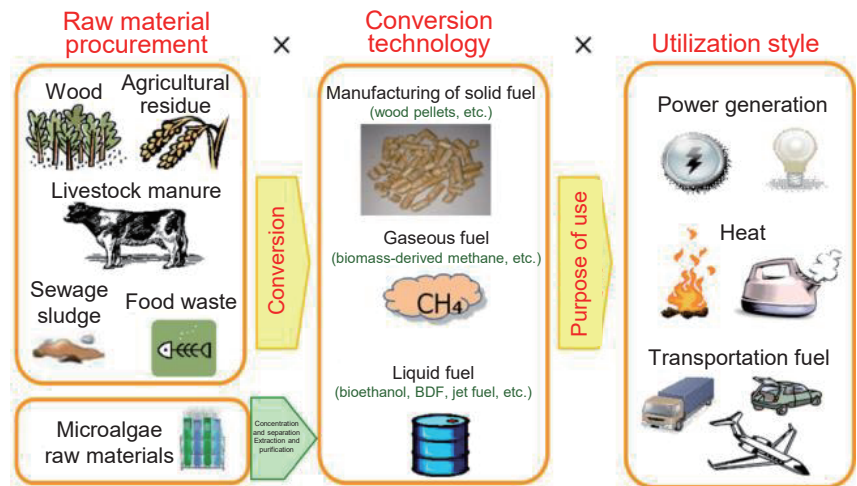 Raw material
procurement
×
Conversion
technology
×
Utilization style
Wood
Agricultural
residue
Livestock manure
Sewage
sludge
Food waste
Microalgae
raw materials
Conversion
Concentration
and separation
Extraction and
purification
Manufacturing of solid fuel
(wood pellets, etc.)
Gaseous fuel
(biomass-derived methane, etc.)
CH4
Liquid fuel
(bioethanol, BDF, jet fuel, etc.)
Purpose of use
Power generation
Heat
Transportation fuel